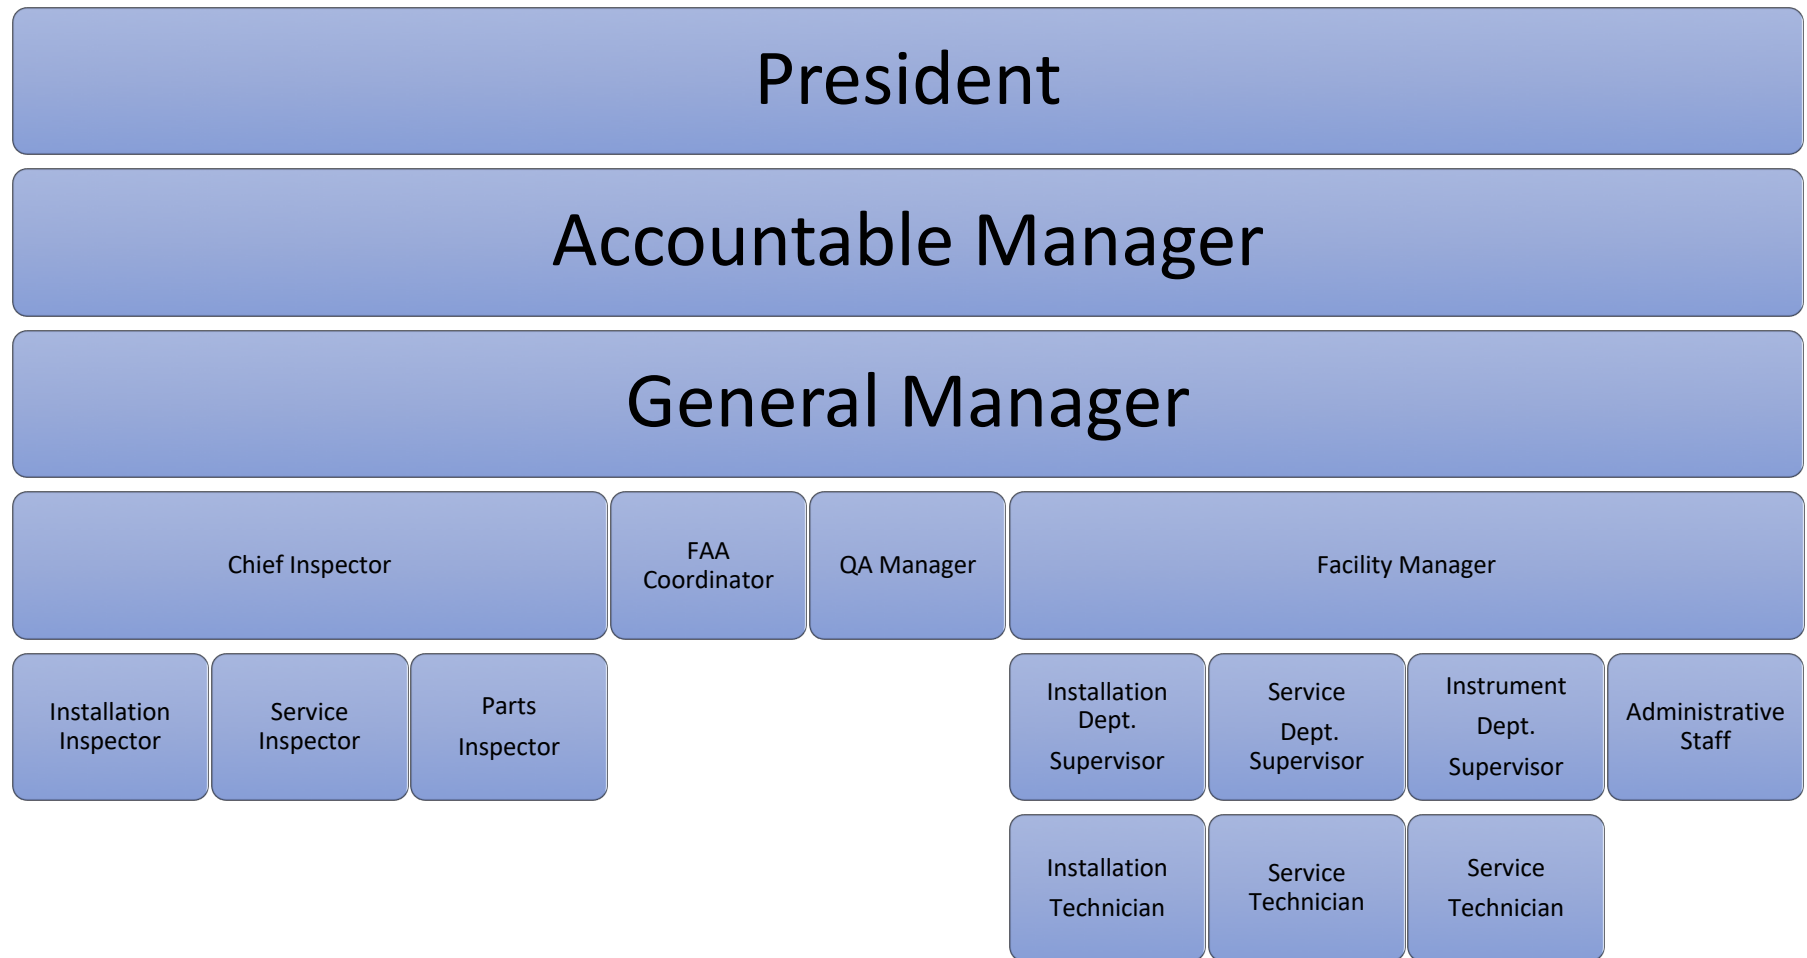 President
Accountable Manager
General Manager
Chief Inspector
FAA
Coordinator
QA Manager
Facility Manager
Installation
Inspector
Service
Inspector
Parts
Inspector
Installation
Dept.
Supervisor
Service
Dept.
Supervisor
Instrument
Dept.
Supervisor
Administrative
Staff
Installation
Technician
Service
Technician
Service
Technician